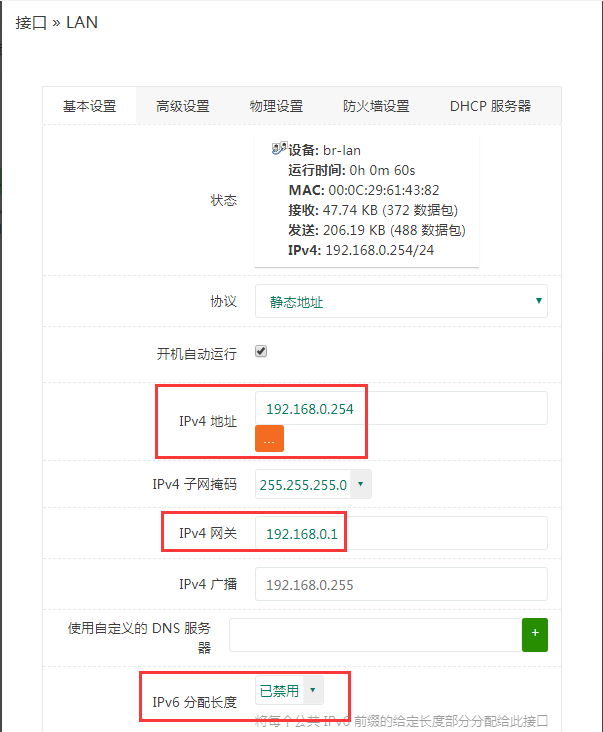 接口 » LAN
基本设置 高级设置 物理设置 防火墙设置 DHCP 服务器
状态
设备: br-lan
运行时间: 0h 0m 60s
MAC: 00:0C:29:61:43:82
接收: 47.74 KB (372 数据包)
发送: 206.19 KB (488 数据包)
IPv4: 192.168.0.254/24
协议 静态地址
开机自动运行
IPv4 地址 192.168.0.254
...
IPv4 子网掩码 255.255.255.0
IPv4 网关 192.168.0.1
IPv4 广播 192.168.0.255
使用自定义的 DNS 服务
器
+
IPv6 分配长度 已禁用
将每个公共 IPv6 前缀的给定长度部分分配给此接口